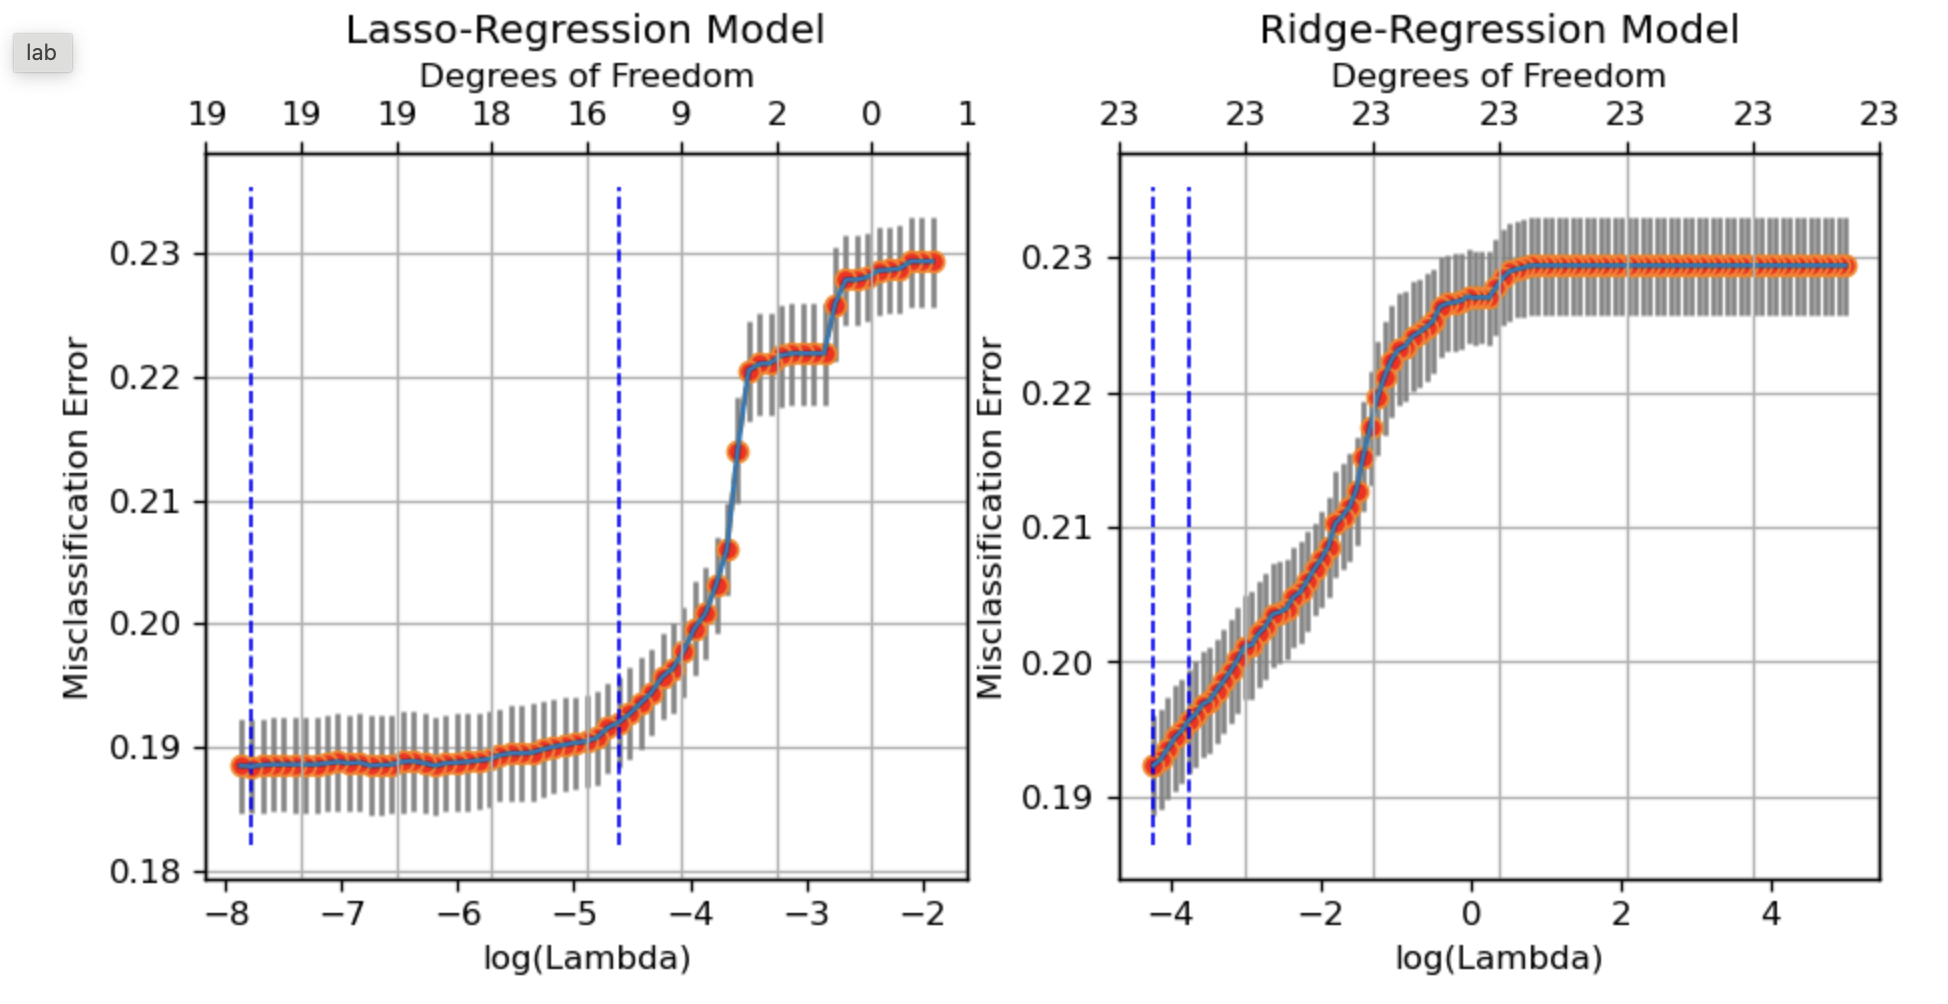 lab
Lasso-Regression Model
Degrees of Freedom
19 19 19 18 16 9 2 0 1
Misclassification Error
0.23
0.22
0.21
0.20
0.19
0.18
−8 −7 −6 −5 −4 −3 −2
log(Lambda)
Ridge-Regression Model
Degrees of Freedom
23 23 23 23 23 23 23
Misclassification Error
0.23
0.22
0.21
0.20
0.19
−4 −2 0 2 4
log(Lambda)